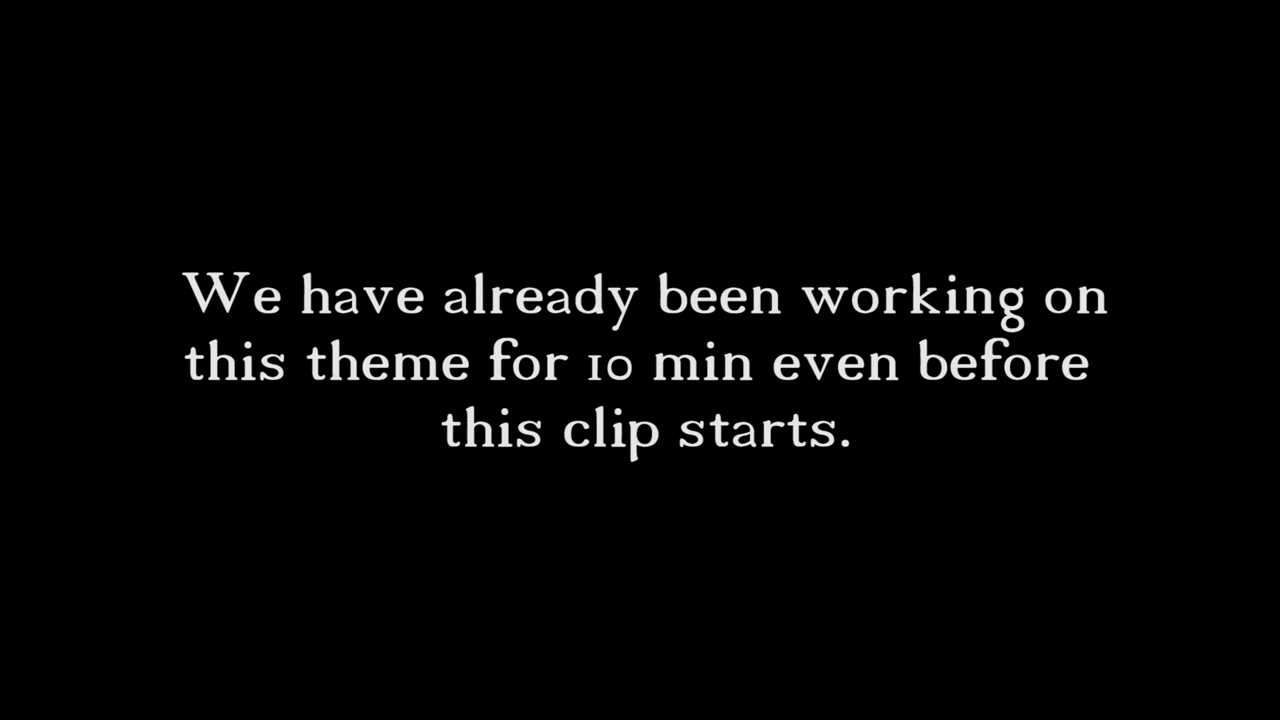 We have already been working on
this theme for 10 min even before
this clip starts.